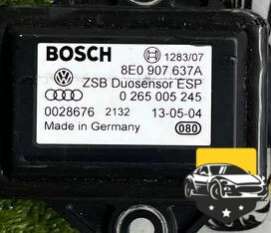 BOSCH 1283/07
8E0 907 637A
ZSB Duosensor ESP
0 265 005 245
0028676 2132 13-05-04
Made in Germany 080